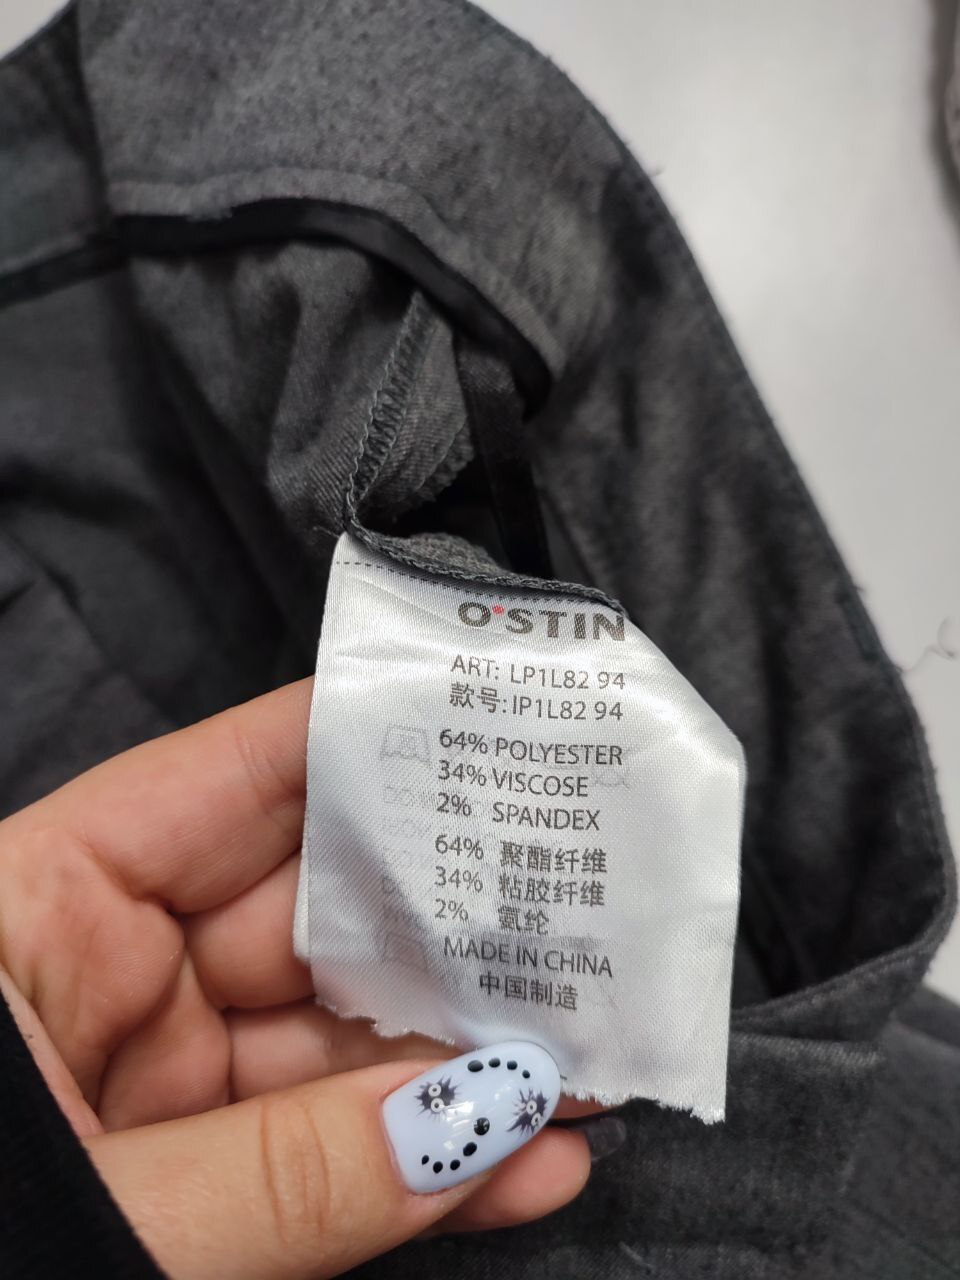 O'STIN
ART: LP1L82 94
款号:IP1L82 94
64% POLYESTER
34% VISCOSE
2% SPANDEX
64% 聚酯纤维
34% 粘胶纤维
2% 氨纶
MADE IN CHINA
中国制造